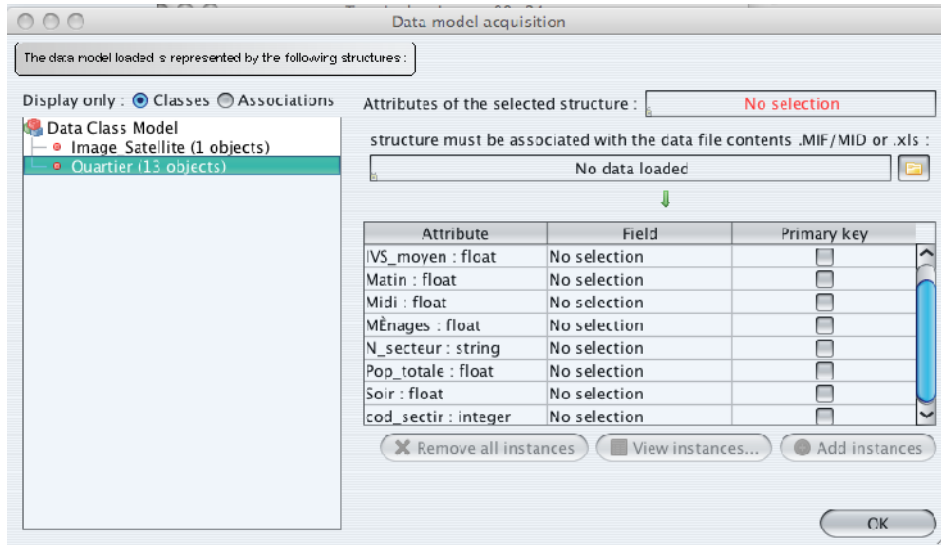 Data model acquisition
The data model loaded is represented by the following structures :
Display only : Classes Associations
Data Class Model
Image_Satellite (1 objects)
Quartier (13 objects)
Attributes of the selected structure : No selection
structure must be associated with the data file contents .MIF/MID or .xls :
No data loaded
Attribute Field Primary key
IVS_moyen : float No selection
Matin : float No selection
Midi : float No selection
MÈnages : float No selection
N_secteur : string No selection
Pop_totale : float No selection
Soir : float No selection
cod_sectir : integer No selection
Remove all instances View instances... Add instances
OK